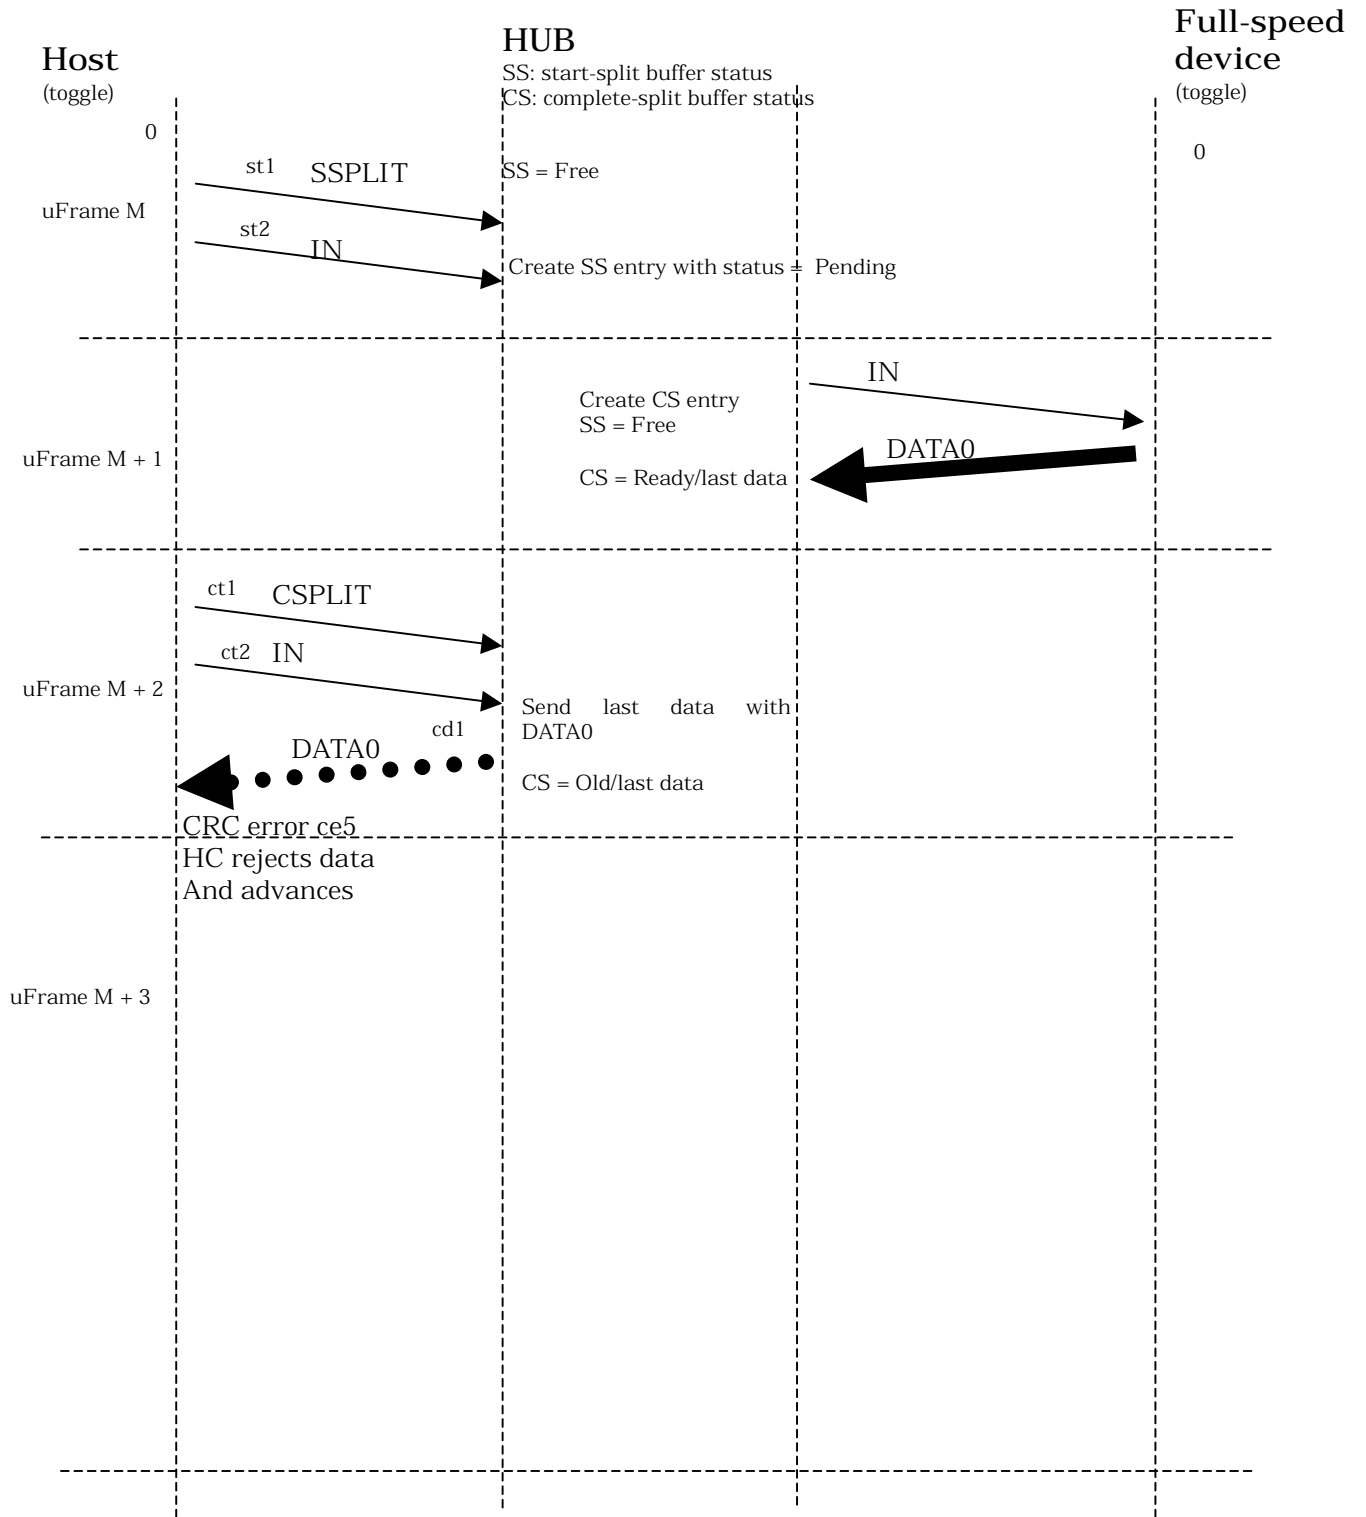 Host
(toggle)
HUB
SS: start-split buffer status
CS: complete-split buffer status
Full-speed
device
(toggle)
0
0
st1 SSPLIT
SS = Free
uFrame M
st2 IN
Create SS entry with status = Pending
IN
Create CS entry
SS = Free
DATA0
uFrame M + 1
CS = Ready/last data
ct1 CSPLIT
ct2 IN
uFrame M + 2
Send last data with
DATA0
cd1
DATA0
CS = Old/last data
CRC error ce5
HC rejects data
And advances
uFrame M + 3